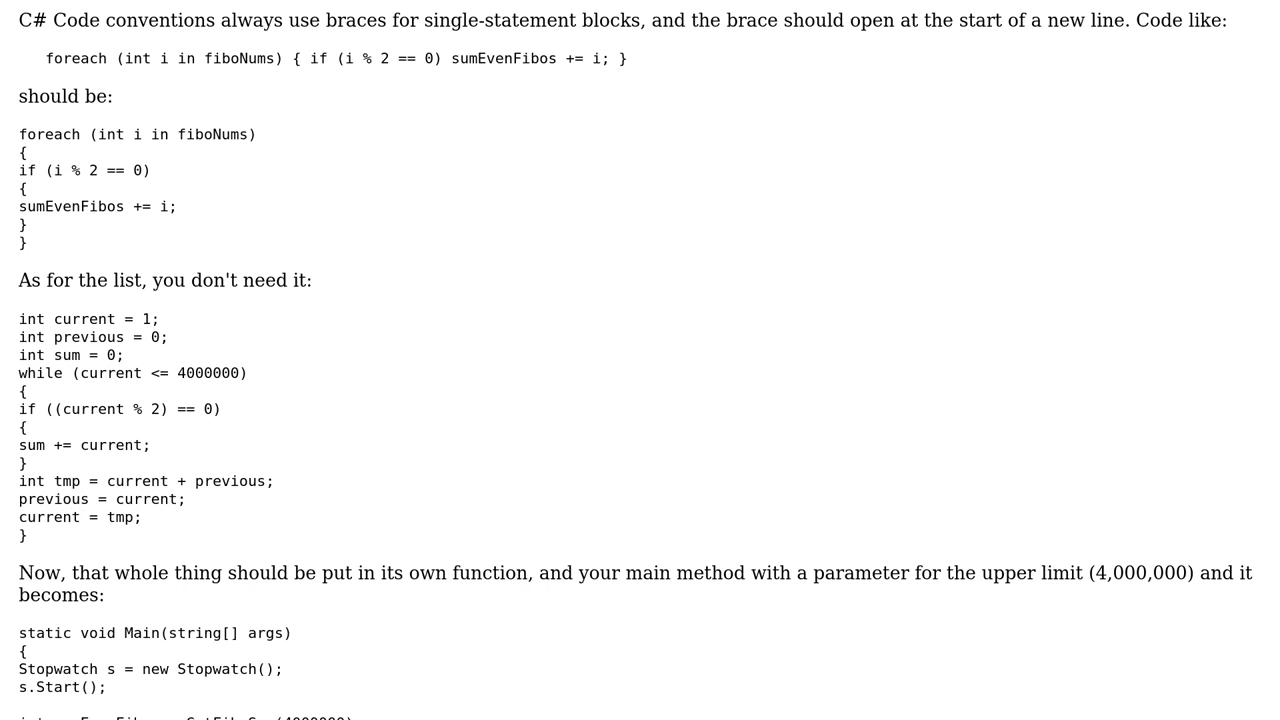 C# Code conventions always use braces for single-statement blocks, and the brace should open at the start of a new line. Code like:
foreach (int i in fiboNums) { if (i % 2 == 0) sumEvenFibos += i; }
should be:
foreach (int i in fiboNums)
{
if (i % 2 == 0)
{
sumEvenFibos += i;
}
}
As for the list, you don't need it:
int current = 1;
int previous = 0;
int sum = 0;
while (current <= 4000000)
{
if ((current % 2) == 0)
{
sum += current;
}
int tmp = current + previous;
previous = current;
current = tmp;
}
Now, that whole thing should be put in its own function, and your main method with a parameter for the upper limit (4,000,000) and it
becomes:
static void Main(string[] args)
{
Stopwatch s = new Stopwatch();
s.Start();